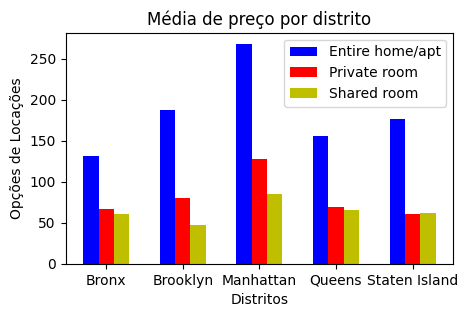 Média de preço por distrito
Opções de Locações
250
200
150
100
50
0
Entire home/apt
Private room
Shared room
Bronx Brooklyn Manhattan Queens Staten Island
Distritos